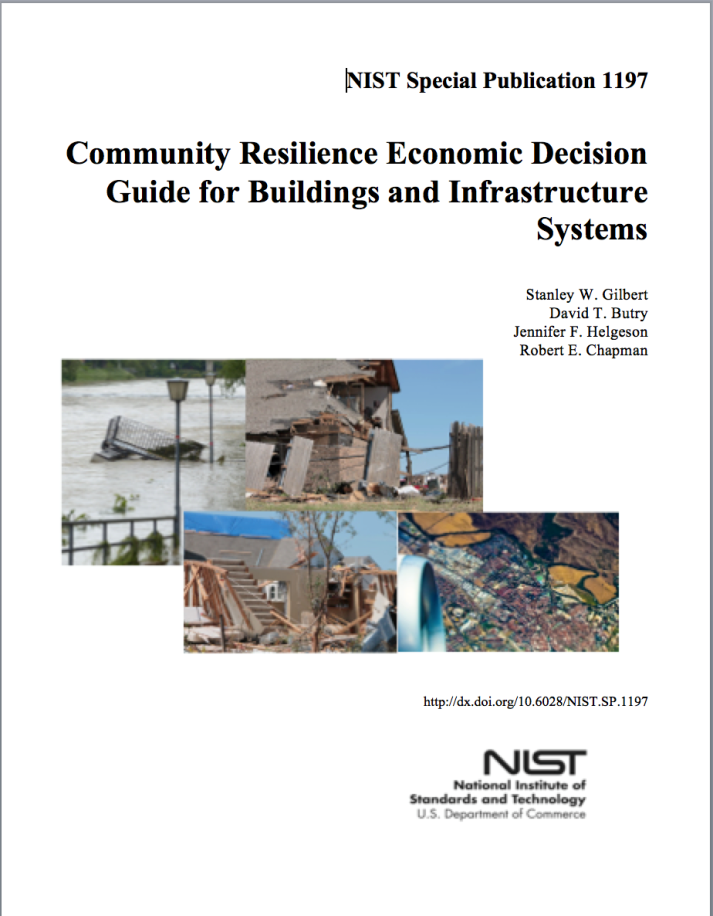 NIST Special Publication 1197
Community Resilience Economic Decision
Guide for Buildings and Infrastructure
Systems
Stanley W. Gilbert
David T. Butry
Jennifer F. Helgeson
Robert E. Chapman
http://dx.doi.org/10.6028/NIST.SP.1197
NIST
National Institute of
Standards and Technology
U.S. Department of Commerce